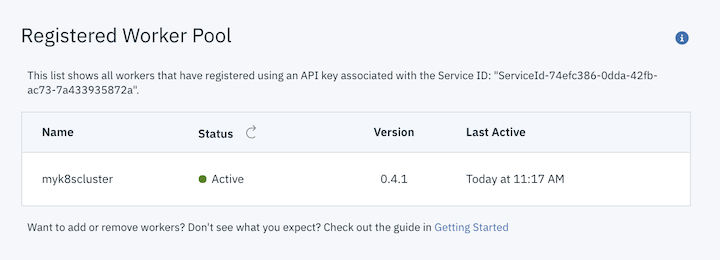 Registered Worker Pool
This list shows all workers that have registered using an API key associated with the Service ID: "ServiceId-74efc386-0dda-42fb-
ac73-7a433935872a".
Name Status Version Last Active
myk8scluster Active 0.4.1 Today at 11:17 AM
Want to add or remove workers? Don't see what you expect? Check out the guide in Getting Started